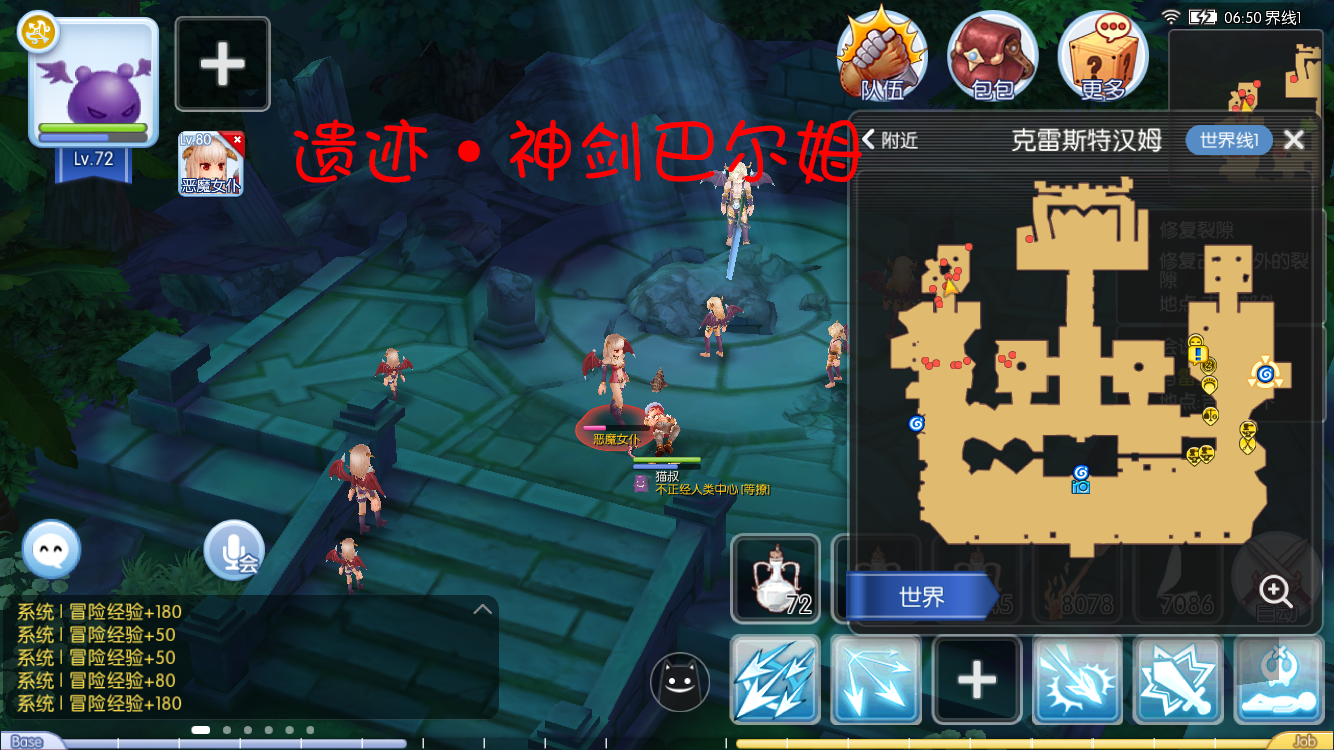 06:50 界线1
队伍
包包
更多
Lv.72
Lv.80
恶魔女仆
遗迹·神剑巴尔姆
附近
克雷斯特汉姆
世界线1
修复裂隙
恶魔女仆
猫叔
不正经人类中心 [等撩]
会
系统 | 冒险经验+180
系统 | 冒险经验+50
系统 | 冒险经验+50
系统 | 冒险经验+80
系统 | 冒险经验+180
72
世界
8078
7086
自动
Base
Job